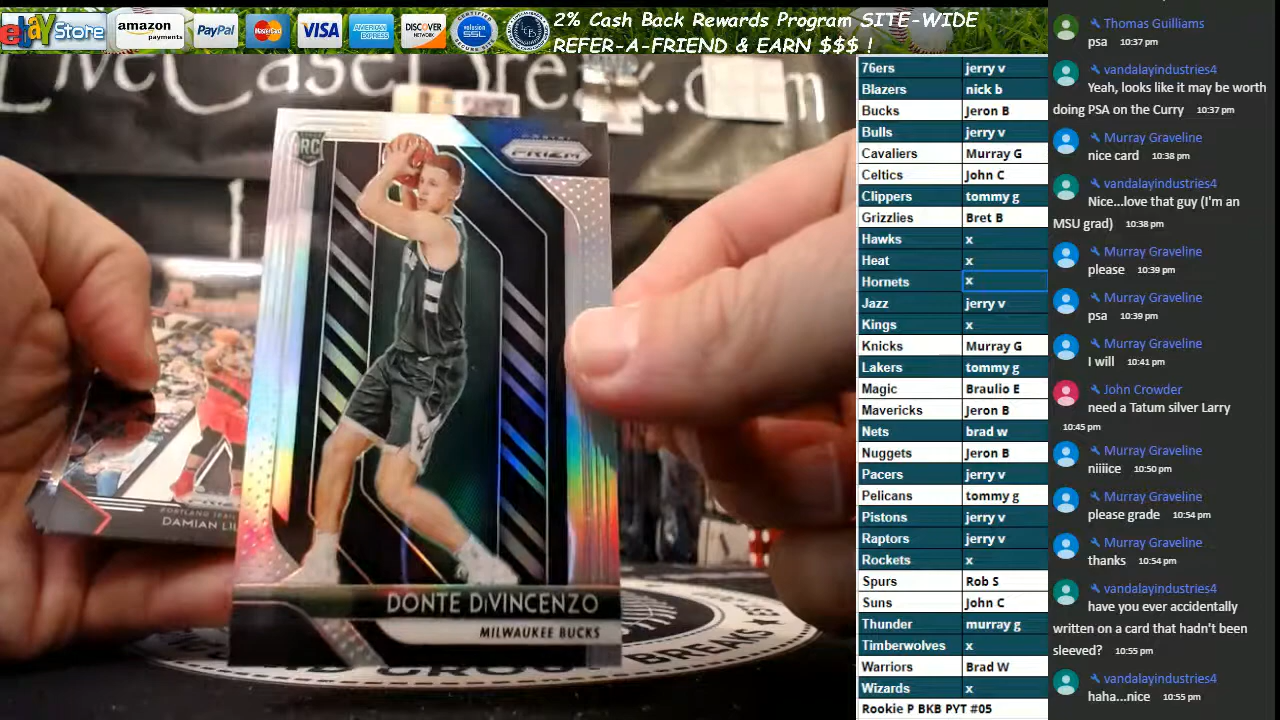 ebay Store
amazon
payments
PayPal
MasterCard
VISA
AMERICAN
EXPRESS
DISCOVER
NETWORK
SSL
2% Cash Back Rewards Program SITE-WIDE
REFER-A-FRIEND & EARN $$$ !
LiveCaseBreak.com
RC
PANINI
PRIZM
DAMIAN LIL
DONTE DiVINCENZO
MILWAUKEE BUCKS
GROUP BREAKS
76ers jerry v
Blazers nick b
Bucks Jeron B
Bulls jerry v
Cavaliers Murray G
Celtics John C
Clippers tommy g
Grizzlies Bret B
Hawks x
Heat x
Hornets x
Jazz jerry v
Kings x
Knicks Murray G
Lakers tommy g
Magic Braulio E
Mavericks Jeron B
Nets brad w
Nuggets Jeron B
Pacers jerry v
Pelicans tommy g
Pistons jerry v
Raptors jerry v
Rockets x
Spurs Rob S
Suns John C
Thunder murray g
Timberwolves x
Warriors Brad W
Wizards x
Rookie P BKB PYT #05
Thomas Guilliams
psa 10:37 pm
vandalayindustries4
Yeah, looks like it may be worth
doing PSA on the Curry 10:37 pm
Murray Graveline
nice card 10:38 pm
vandalayindustries4
Nice...love that guy (I'm an
MSU grad) 10:38 pm
Murray Graveline
please 10:39 pm
Murray Graveline
psa 10:39 pm
Murray Graveline
I will 10:41 pm
John Crowder
need a Tatum silver Larry
10:45 pm
Murray Graveline
niiiice 10:50 pm
Murray Graveline
please grade 10:54 pm
Murray Graveline
thanks 10:54 pm
vandalayindustries4
have you ever accidentally
written on a card that hadn't been
sleeved? 10:55 pm
vandalayindustries4
haha...nice 10:55 pm